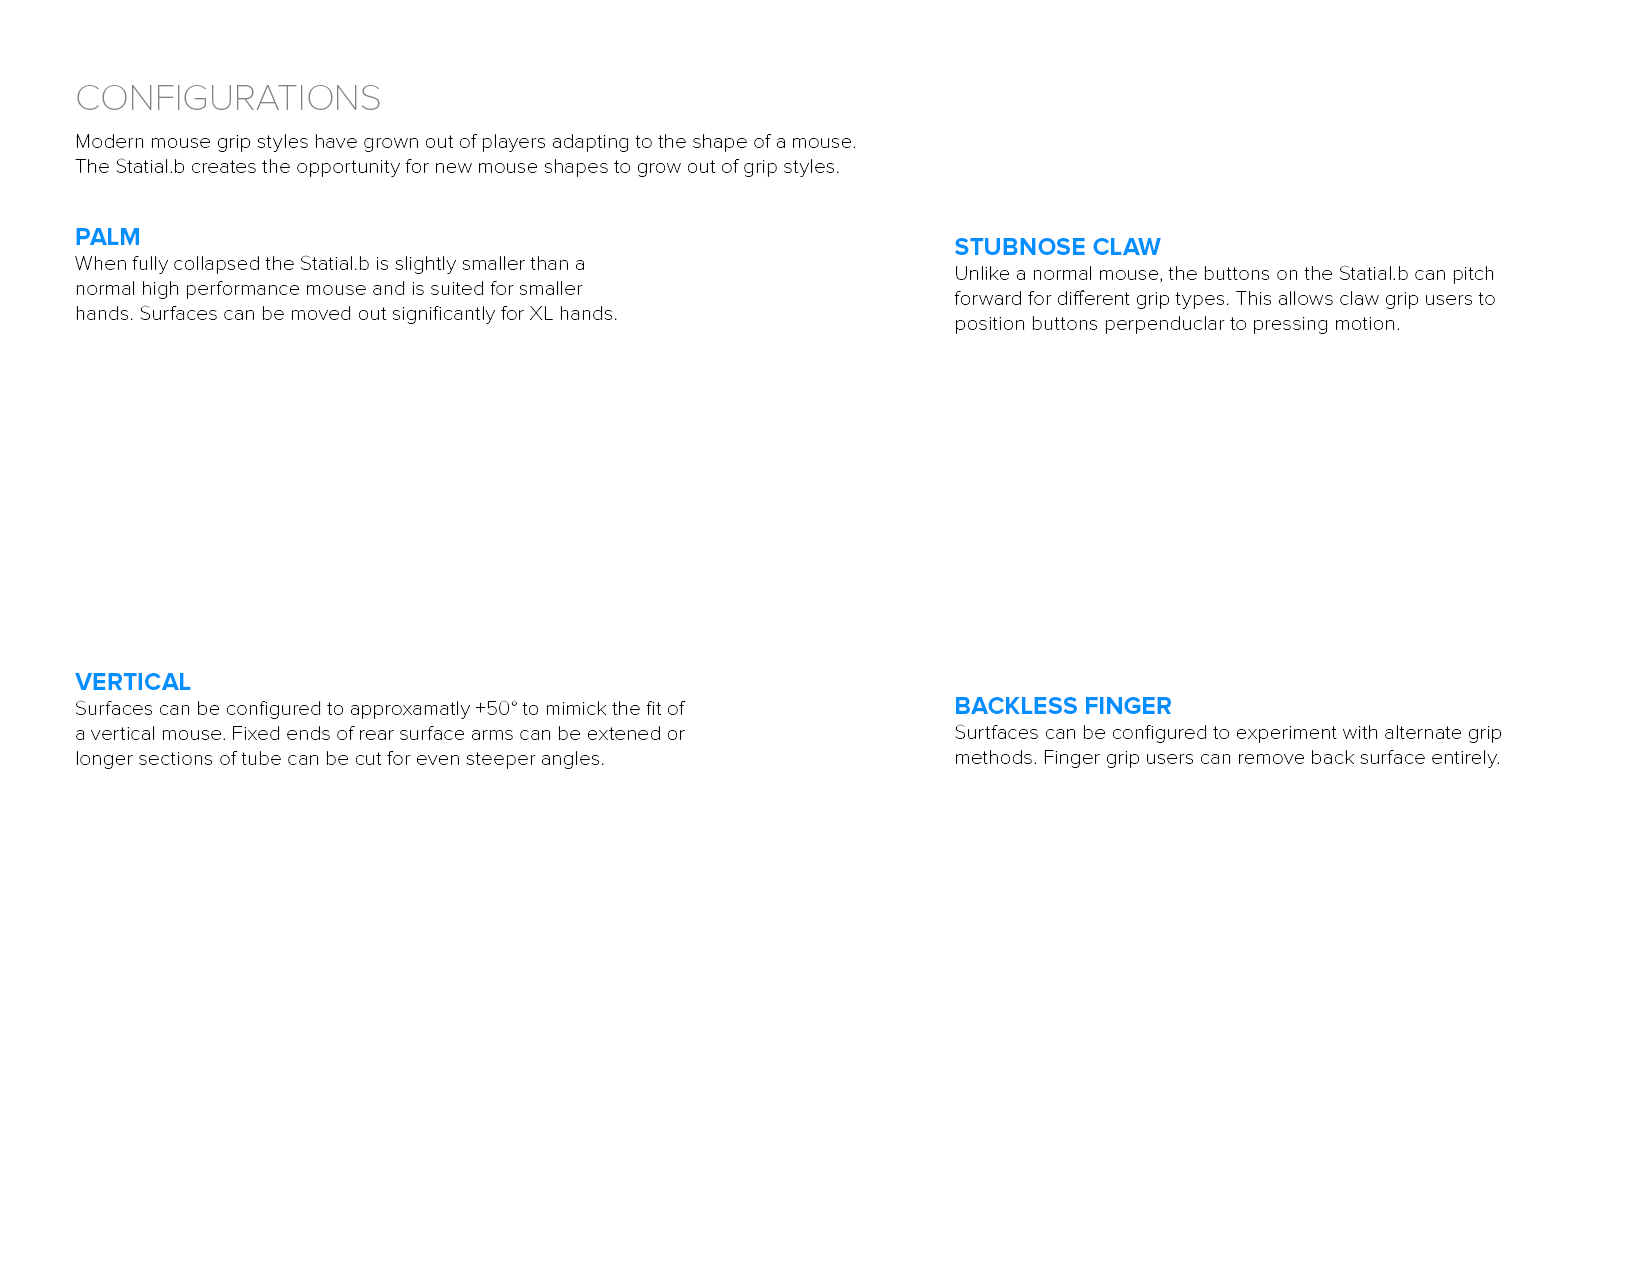 CONFIGURATIONS
Modern mouse grip styles have grown out of players adapting to the shape of a mouse.
The Statial.b creates the opportunity for new mouse shapes to grow out of grip styles.
PALM
When fully collapsed the Statial.b is slightly smaller than a
normal high performance mouse and is suited for smaller
hands. Surfaces can be moved out significantly for XL hands.
STUBNOSE CLAW
Unlike a normal mouse, the buttons on the Statial.b can pitch
forward for different grip types. This allows claw grip users to
position buttons perpenduclar to pressing motion.
VERTICAL
Surfaces can be configured to approxamatly +50° to mimick the fit of
a vertical mouse. Fixed ends of rear surface arms can be extened or
longer sections of tube can be cut for even steeper angles.
BACKLESS FINGER
Surtfaces can be configured to experiment with alternate grip
methods. Finger grip users can remove back surface entirely.